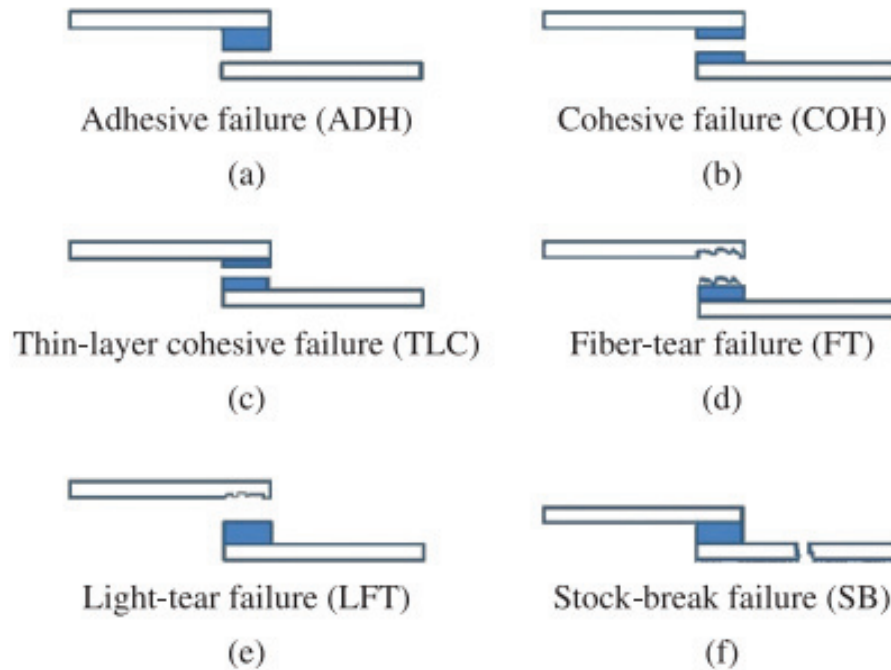 Adhesive failure (ADH)
(a)
Cohesive failure (COH)
(b)
Thin-layer cohesive failure (TLC)
(c)
Fiber-tear failure (FT)
(d)
Light-tear failure (LFT)
(e)
Stock-break failure (SB)
(f)